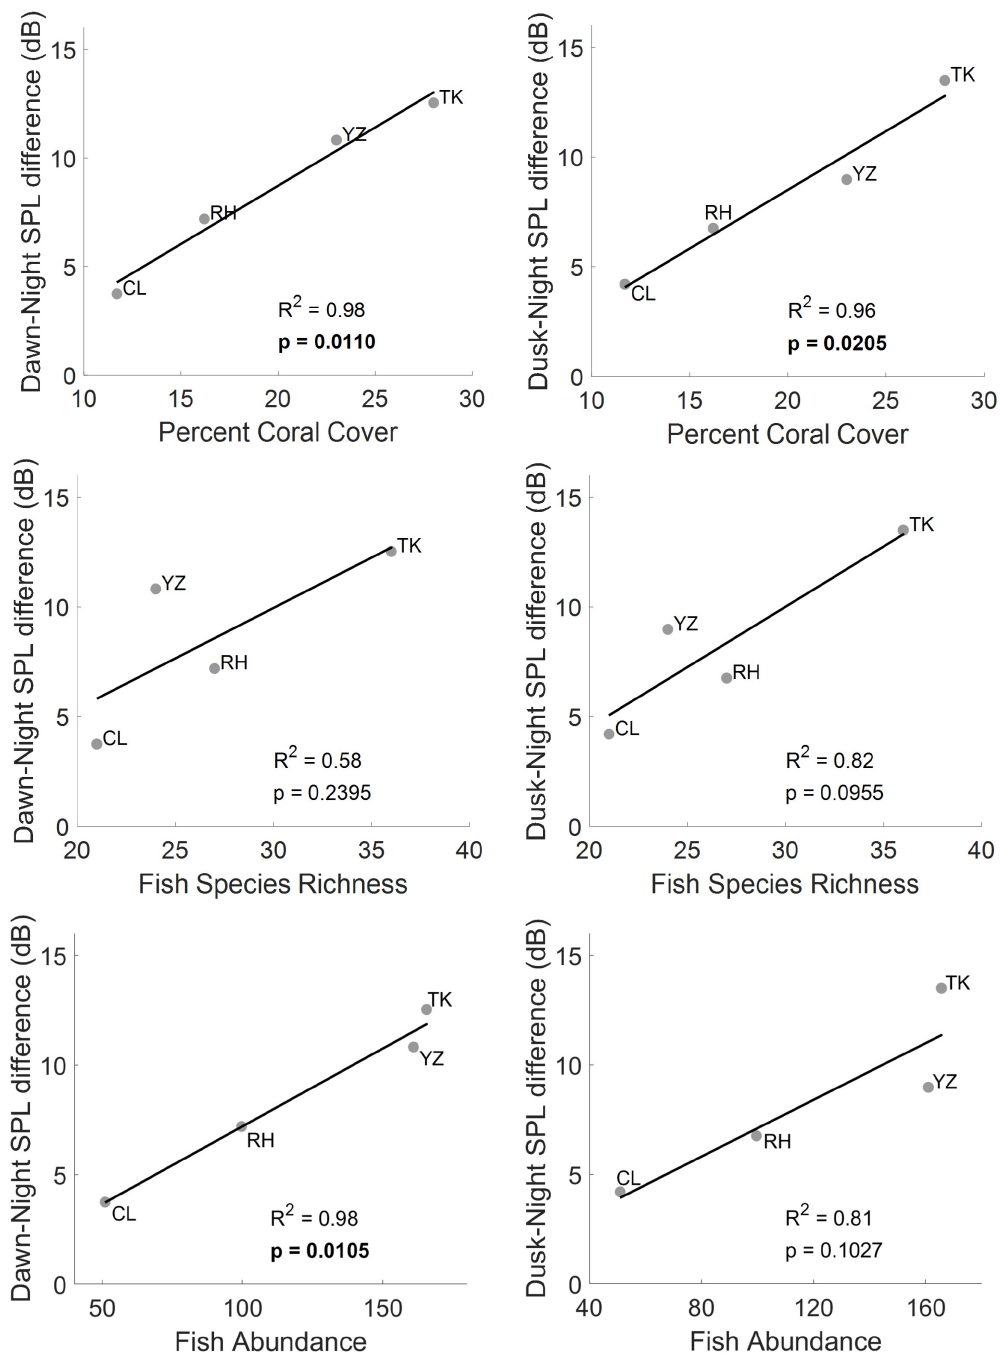 Dawn-Night SPL difference (dB)
15
10
5
0
TK
YZ
RH
CL
R² = 0.98
p = 0.0110
10 15 20 25 30
Percent Coral Cover
Dusk-Night SPL difference (dB)
15
10
5
0
TK
YZ
RH
CL
R² = 0.96
p = 0.0205
10 15 20 25 30
Percent Coral Cover
Dawn-Night SPL difference (dB)
15
10
5
0
TK
YZ
RH
CL
R² = 0.58
p = 0.2395
20 25 30 35 40
Fish Species Richness
Dusk-Night SPL difference (dB)
15
10
5
0
TK
YZ
RH
CL
R² = 0.82
p = 0.0955
20 25 30 35 40
Fish Species Richness
Dawn-Night SPL difference (dB)
15
10
5
0
TK
YZ
RH
CL
R² = 0.98
p = 0.0105
50 100 150
Fish Abundance
Dusk-Night SPL difference (dB)
15
10
5
0
TK
YZ
RH
CL
R² = 0.81
p = 0.1027
40 80 120 160
Fish Abundance